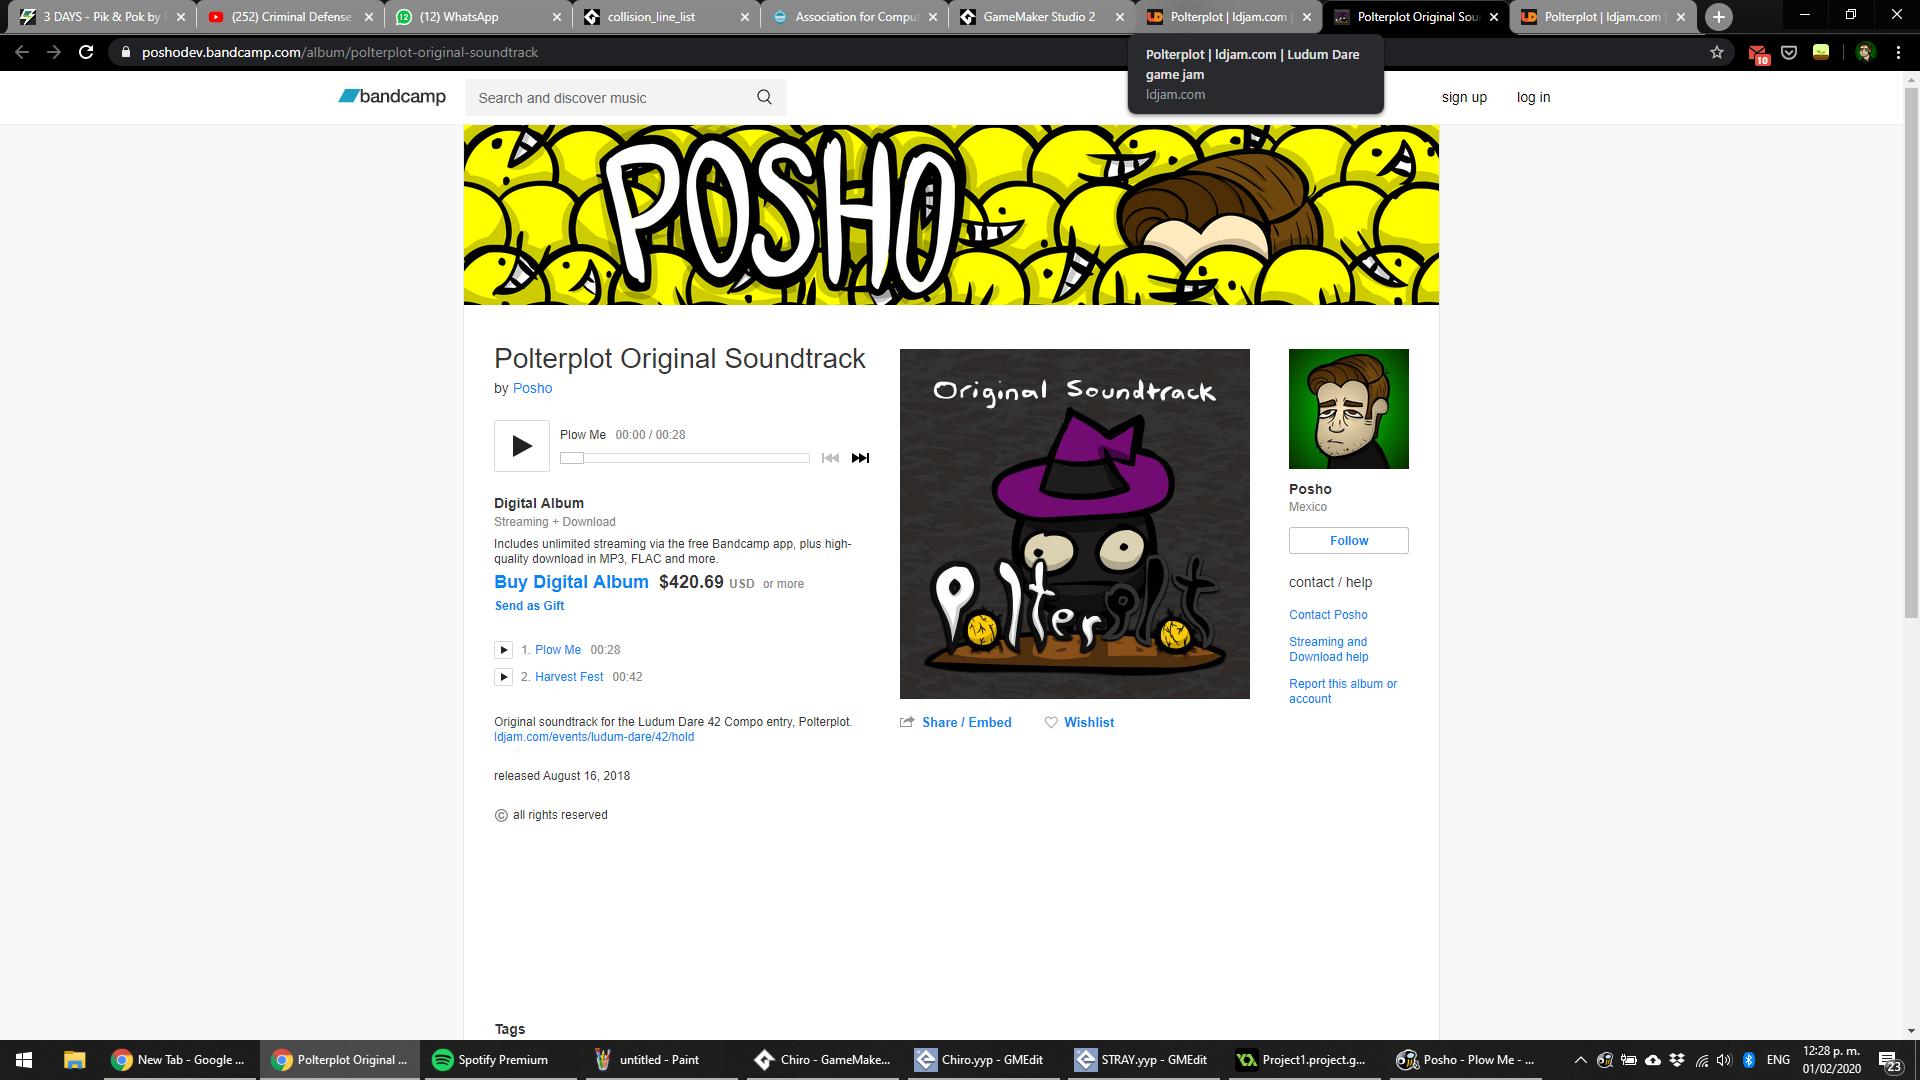 3 DAYS - Pik & Pok by
(252) Criminal Defense
(12) WhatsApp
collision_line_list
Association for Comput
GameMaker Studio 2
Polterplot | ldjam.com |
Polterplot Original Sou
Polterplot | ldjam.com |
poshodev.bandcamp.com/album/polterplot-original-soundtrack
10
Polterplot | ldjam.com | Ludum Dare
game jam
ldjam.com
bandcamp
Search and discover music
sign up
log in
POSHO
Polterplot Original Soundtrack
by Posho
Plow Me 00:00 / 00:28
Digital Album
Streaming + Download
Includes unlimited streaming via the free Bandcamp app, plus high-
quality download in MP3, FLAC and more.
Buy Digital Album $420.69 USD or more
Send as Gift
1. Plow Me 00:28
2. Harvest Fest 00:42
Original soundtrack for the Ludum Dare 42 Compo entry, Polterplot.
ldjam.com/events/ludum-dare/42/hold
released August 16, 2018
© all rights reserved
Tags
Original Soundtrack
Polterplot
Share / Embed
Wishlist
Posho
Mexico
Follow
contact / help
Contact Posho
Streaming and
Download help
Report this album or
account
New Tab - Google ...
Polterplot Original ...
Spotify Premium
untitled - Paint
Chiro - GameMake...
Chiro.yyp - GMEdit
STRAY.yyp - GMEdit
Project1.project.g...
Posho - Plow Me - ...
ENG
12:28 p. m.
01/02/2020
23